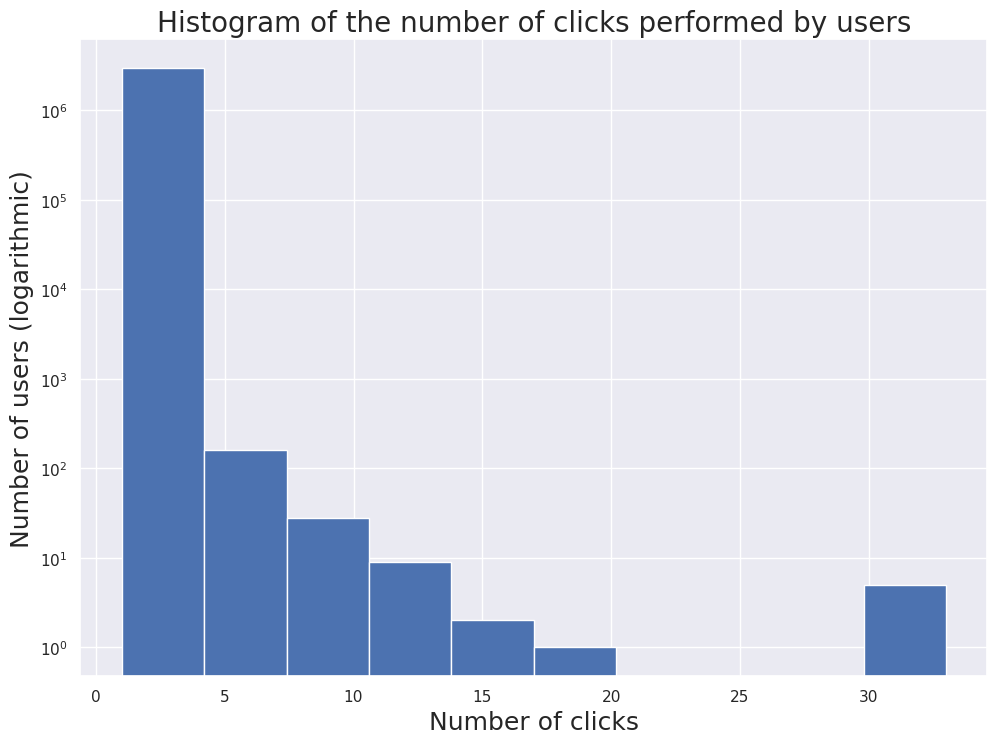 Histogram of the number of clicks performed by users
Number of users (logarithmic)
10⁶
10⁵
10⁴
10³
10²
10¹
10⁰
0 5 10 15 20 25 30
Number of clicks